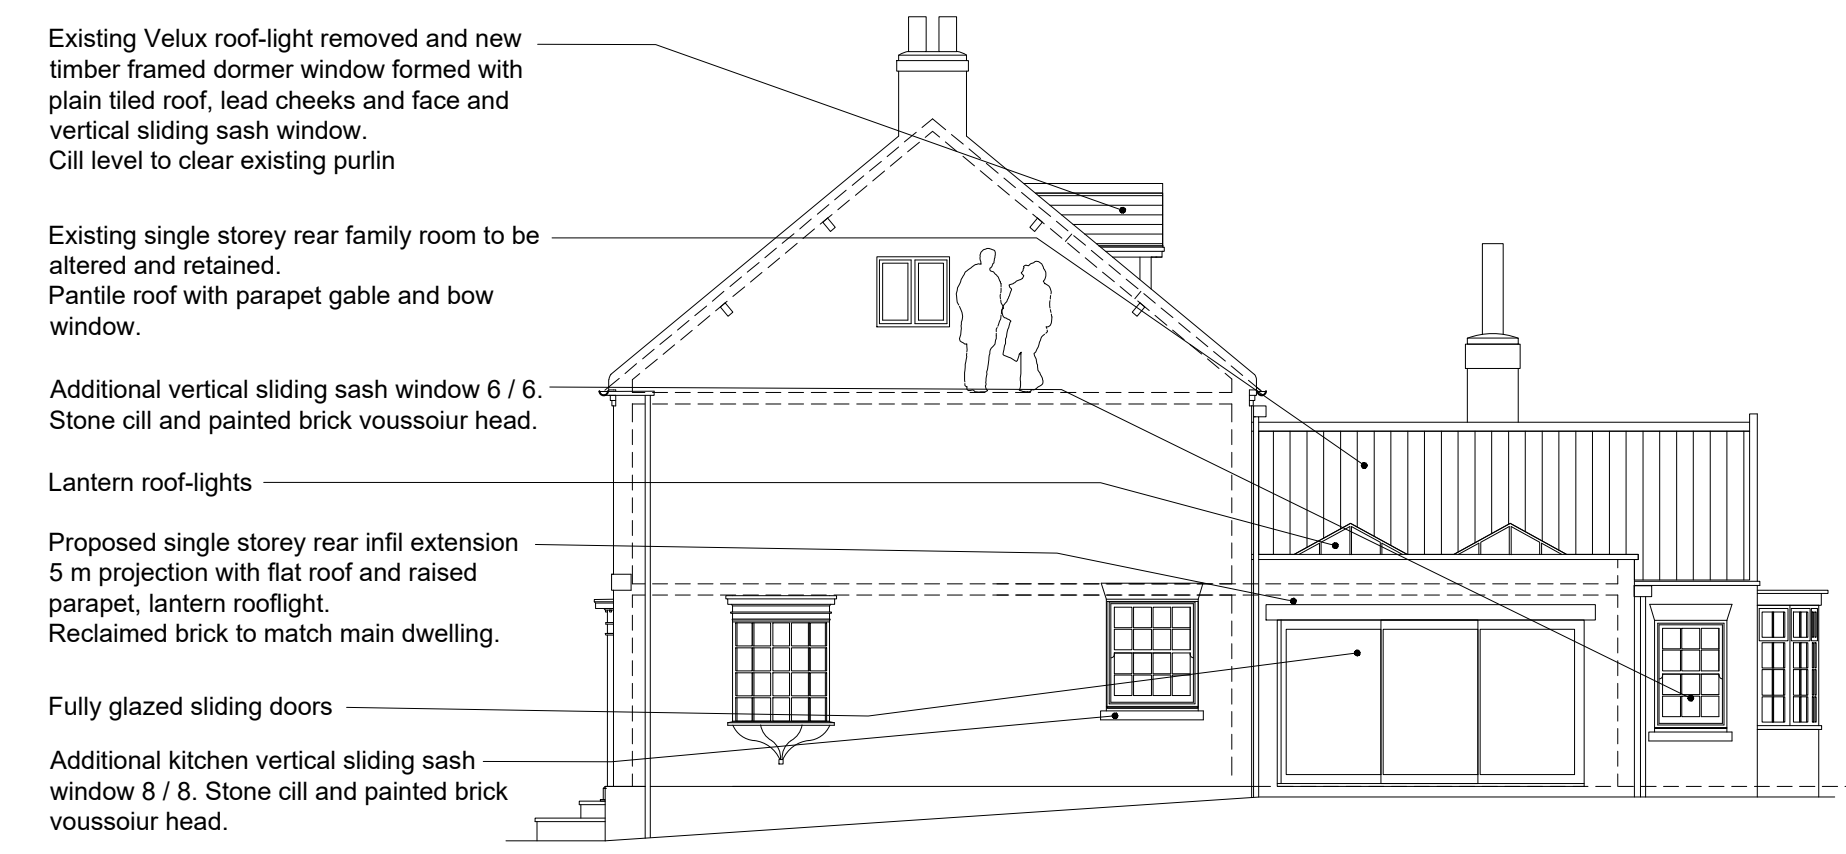 Existing Velux roof-light removed and new
timber framed dormer window formed with
plain tiled roof, lead cheeks and face and
vertical sliding sash window.
Cill level to clear existing purlin
Existing single storey rear family room to be
altered and retained.
Pantile roof with parapet gable and bow
window.
Additional vertical sliding sash window 6 / 6.
Stone cill and painted brick voussoiur head.
Lantern roof-lights
Proposed single storey rear infil extension
5 m projection with flat roof and raised
parapet, lantern rooflight.
Reclaimed brick to match main dwelling.
Fully glazed sliding doors
Additional kitchen vertical sliding sash
window 8 / 8. Stone cill and painted brick
voussoiur head.